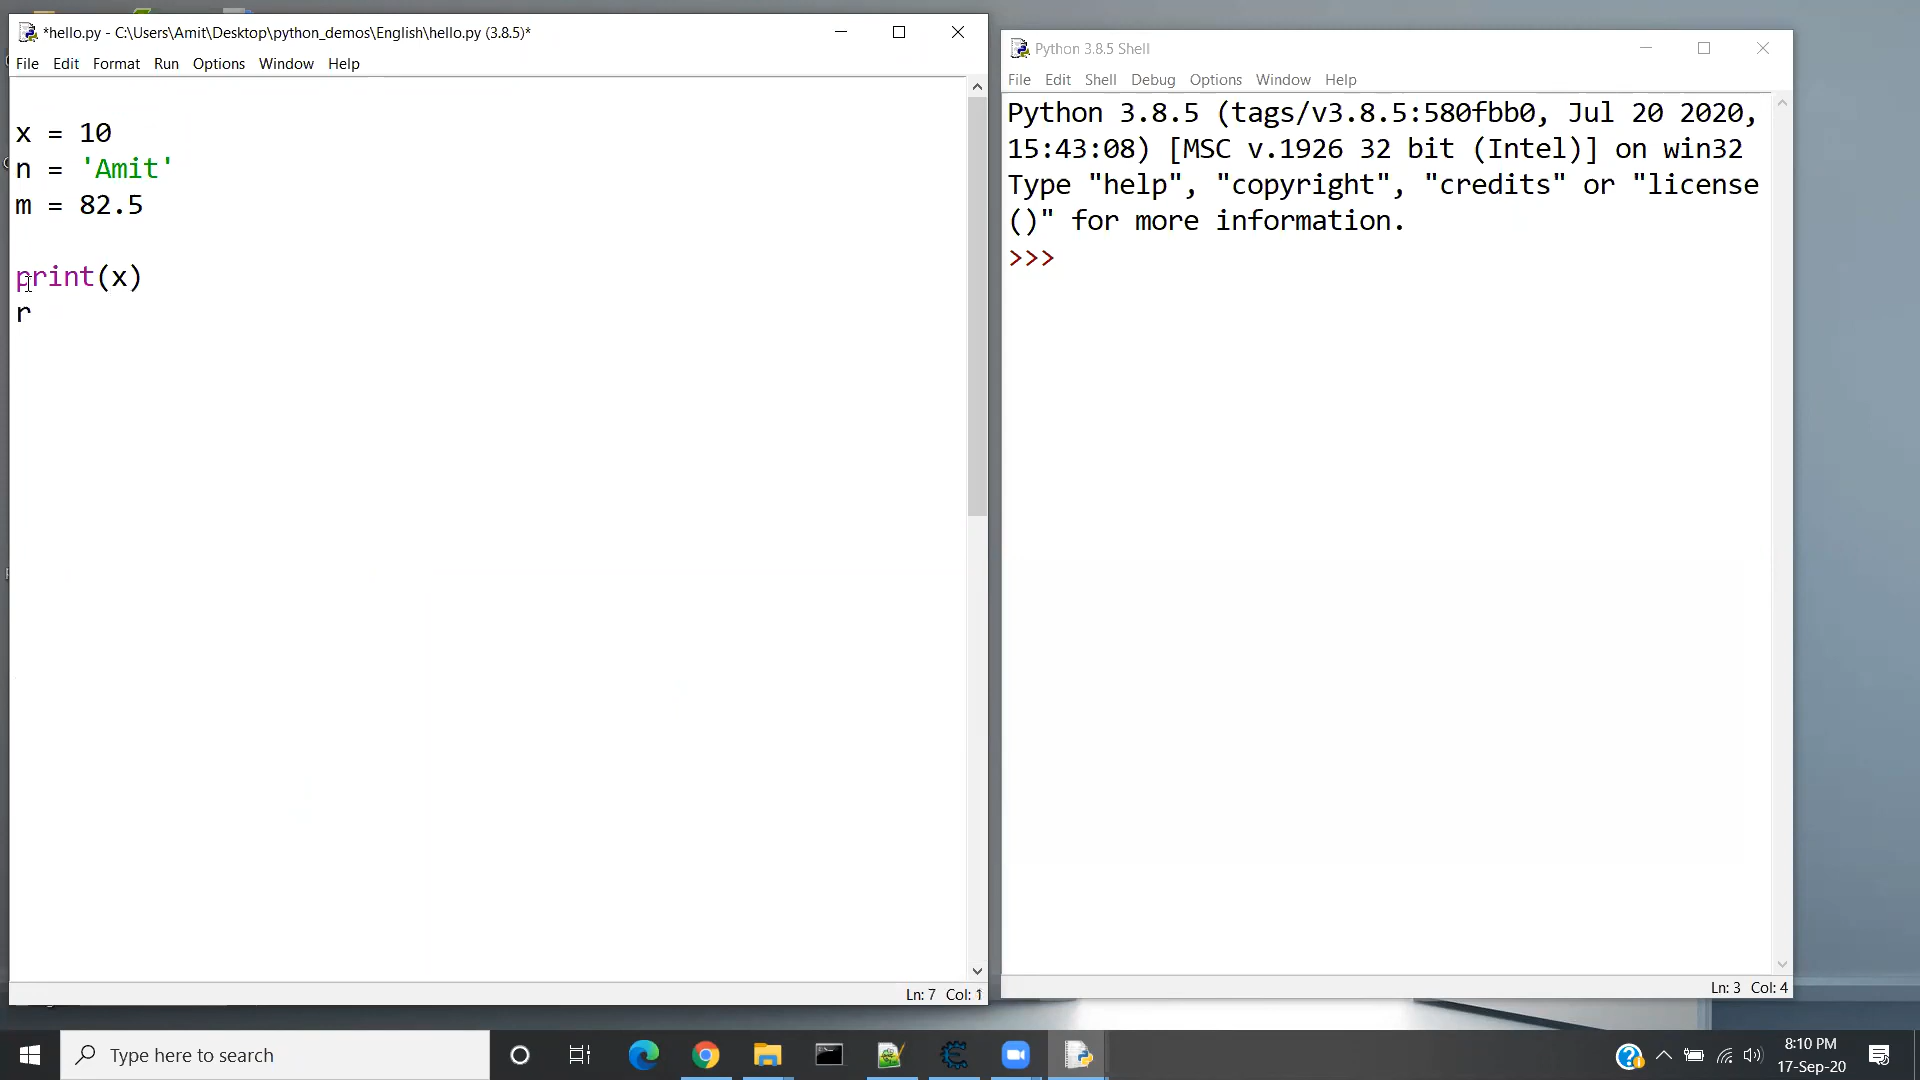 *hello.py - C:\Users\Amit\Desktop\python_demos\English\hello.py (3.8.5)*
File Edit Format Run Options Window Help
x = 10
n = 'Amit'
m = 82.5
print(x)
r
Ln: 7 Col: 1
Python 3.8.5 Shell
File Edit Shell Debug Options Window Help
Python 3.8.5 (tags/v3.8.5:580fbb0, Jul 20 2020,
15:43:08) [MSC v.1926 32 bit (Intel)] on win32
Type "help", "copyright", "credits" or "license
()" for more information.
>>>
Ln: 3 Col: 4
Type here to search
8:10 PM
17-Sep-20